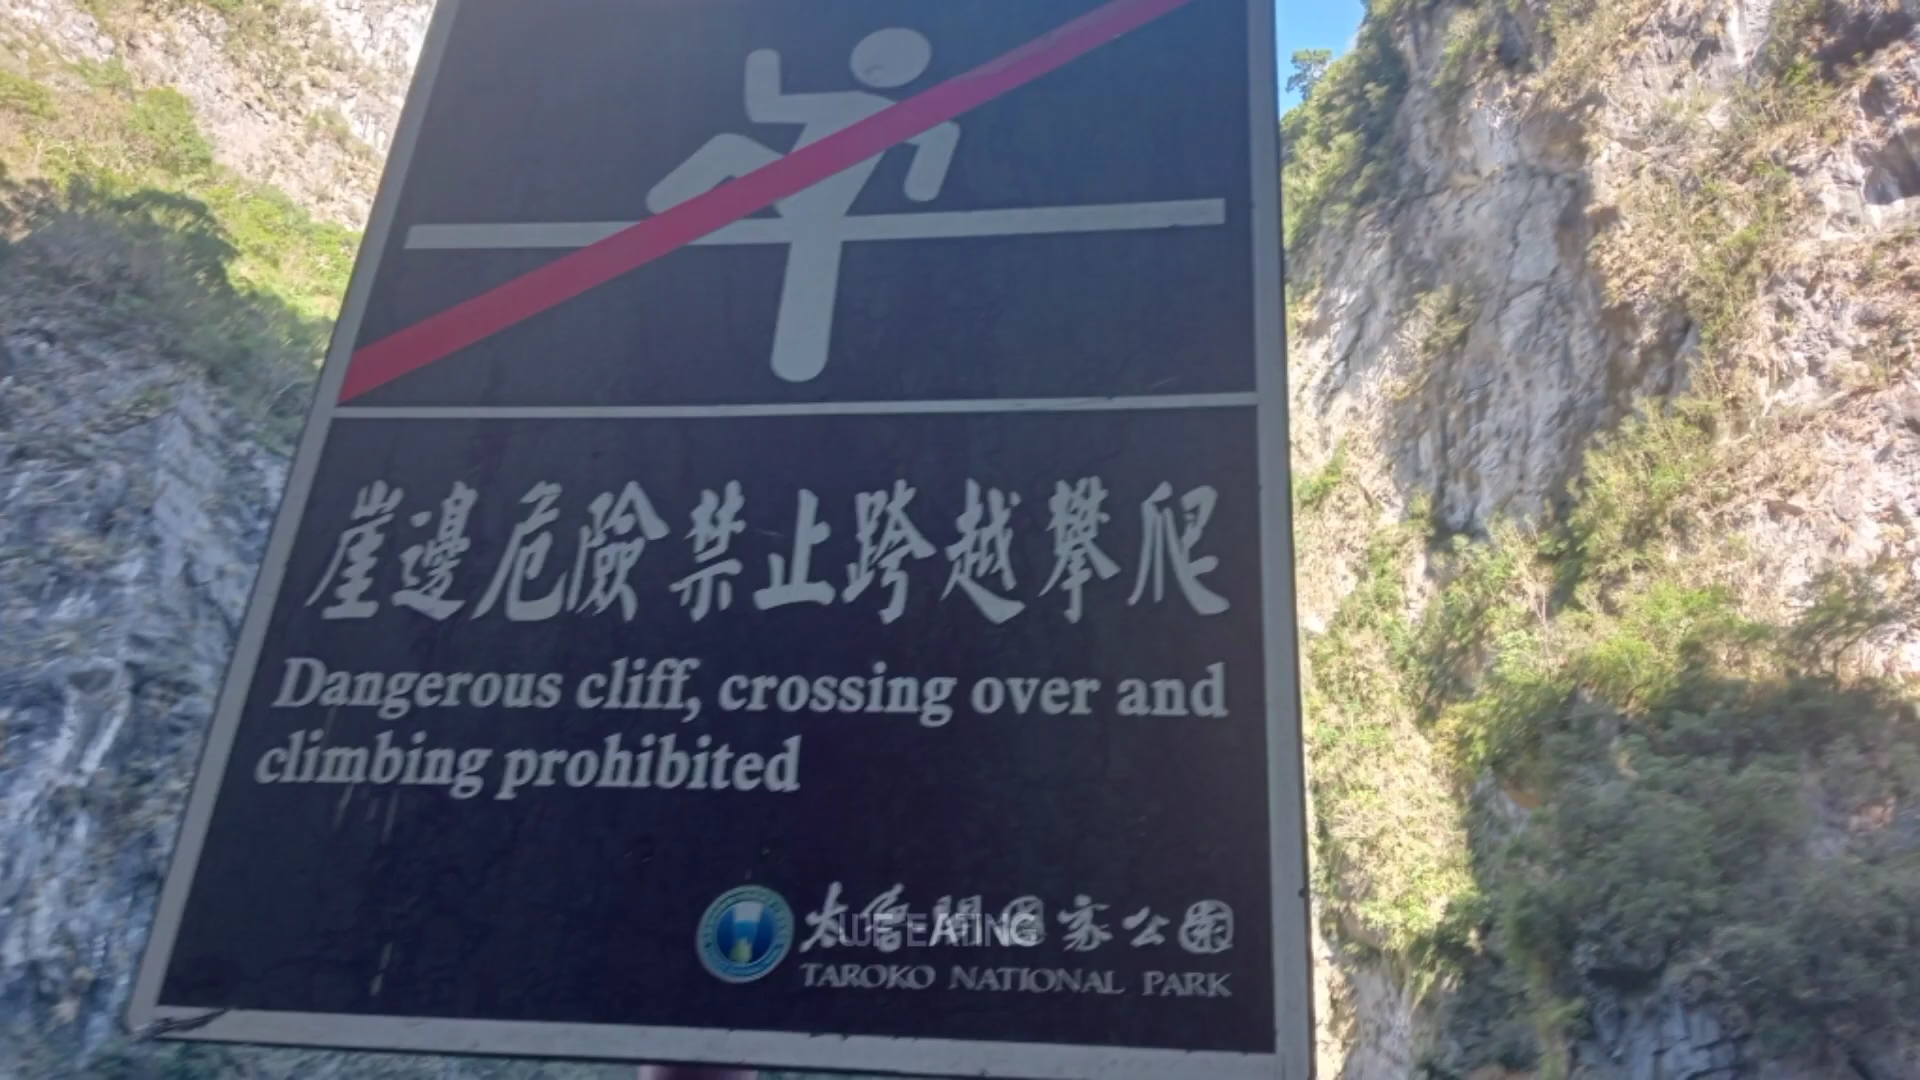 崖邊危險禁止跨越攀爬
Dangerous cliff, crossing over and
climbing prohibited
太魯閣國家公園
TAROKO NATIONAL PARK